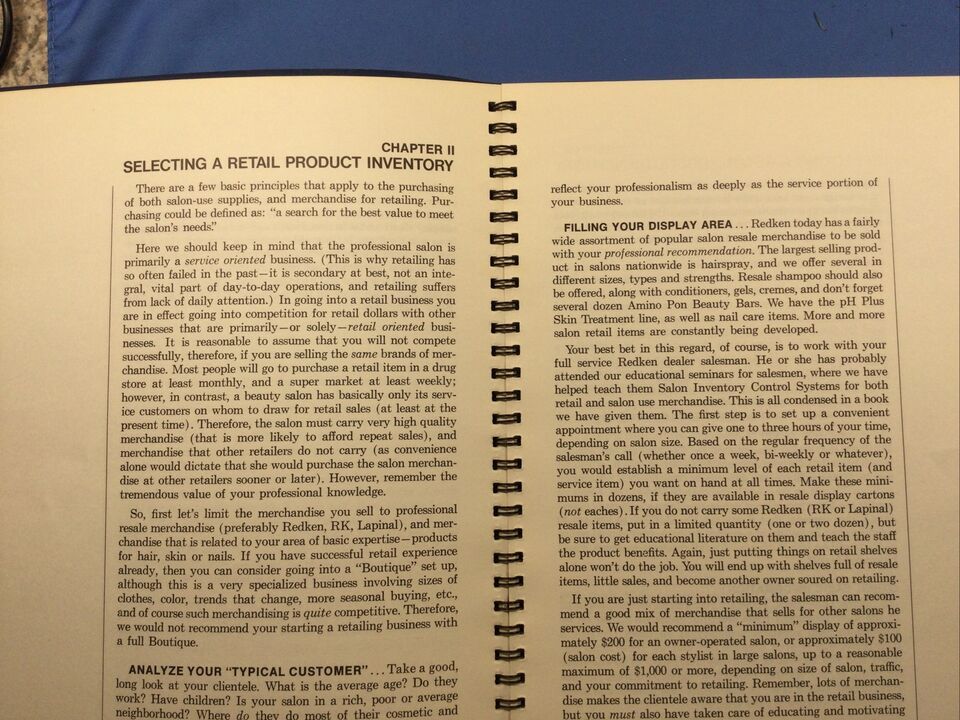 CHAPTER II
SELECTING A RETAIL PRODUCT INVENTORY
There are a few basic principles that apply to the purchasing
of both salon-use supplies, and merchandise for retailing. Pur-
chasing could be defined as: “a search for the best value to meet
the salon’s needs.”
Here we should keep in mind that the professional salon is
primarily a service oriented business. (This is why retailing has
so often failed in the past—it is secondary at best, not an inte-
gral, vital part of day-to-day operations, and retailing suffers
from lack of daily attention.) In going into a retail business you
are in effect going into competition for retail dollars with other
businesses that are primarily—or solely—retail oriented busi-
nesses. It is reasonable to assume that you will not compete
successfully, therefore, if you are selling the same brands of mer-
chandise. Most people will go to purchase a retail item in a drug
store at least monthly, and a super market at least weekly;
however, in contrast, a beauty salon has basically only its serv-
ice customers on whom to draw for retail sales (at least at the
present time). Therefore, the salon must carry very high quality
merchandise (that is more likely to afford repeat sales), and
merchandise that other retailers do not carry (as convenience
alone would dictate that she would purchase the salon merchan-
dise at other retailers sooner or later). However, remember the
tremendous value of your professional knowledge.
So, first let’s limit the merchandise you sell to professional
resale merchandise (preferably Redken, RK, Lapinal), and mer-
chandise that is related to your area of basic expertise—products
for hair, skin or nails. If you have successful retail experience
already, then you can consider going into a “Boutique” set up,
although this is a very specialized business involving sizes of
clothes, color, trends that change, more seasonal buying, etc.,
and of course such merchandising is quite competitive. Therefore,
we would not recommend your starting a retailing business with
a full Boutique.
ANALYZE YOUR “TYPICAL CUSTOMER” ... Take a good,
long look at your clientele. What is the average age? Do they
work? Have children? Is your salon in a rich, poor or average
neighborhood? Where do they do most of their cosmetic and
reflect your professionalism as deeply as the service portion of
your business.
FILLING YOUR DISPLAY AREA ... Redken today has a fairly
wide assortment of popular salon resale merchandise to be sold
with your professional recommendation. The largest selling prod-
uct in salons nationwide is hairspray, and we offer several in
different sizes, types and strengths. Resale shampoo should also
be offered, along with conditioners, gels, cremes, and don’t forget
several dozen Amino Pon Beauty Bars. We have the pH Plus
Skin Treatment line, as well as nail care items. More and more
salon retail items are constantly being developed.
Your best bet in this regard, of course, is to work with your
full service Redken dealer salesman. He or she has probably
attended our educational seminars for salesmen, where we have
helped teach them Salon Inventory Control Systems for both
retail and salon use merchandise. This is all condensed in a book
we have given them. The first step is to set up a convenient
appointment where you can give one to three hours of your time,
depending on salon size. Based on the regular frequency of the
salesman’s call (whether once a week, bi-weekly or whatever),
you would establish a minimum level of each retail item (and
service item) you want on hand at all times. Make these mini-
mums in dozens, if they are available in resale display cartons
(not eaches). If you do not carry some Redken (RK or Lapinal)
resale items, put in a limited quantity (one or two dozen), but
be sure to get educational literature on them and teach the staff
the product benefits. Again, just putting things on retail shelves
alone won’t do the job. You will end up with shelves full of resale
items, little sales, and become another owner soured on retailing.
If you are just starting into retailing, the salesman can recom-
mend a good mix of merchandise that sells for other salons he
services. We would recommend a “minimum” display of approxi-
mately $200 for an owner-operated salon, or approximately $100
(salon cost) for each stylist in large salons, up to a reasonable
maximum of $1,000 or more, depending on size of salon, traffic,
and your commitment to retailing. Remember, lots of merchan-
dise makes the clientele aware that you are in the retail business,
but you must also have taken care of educating and motivating